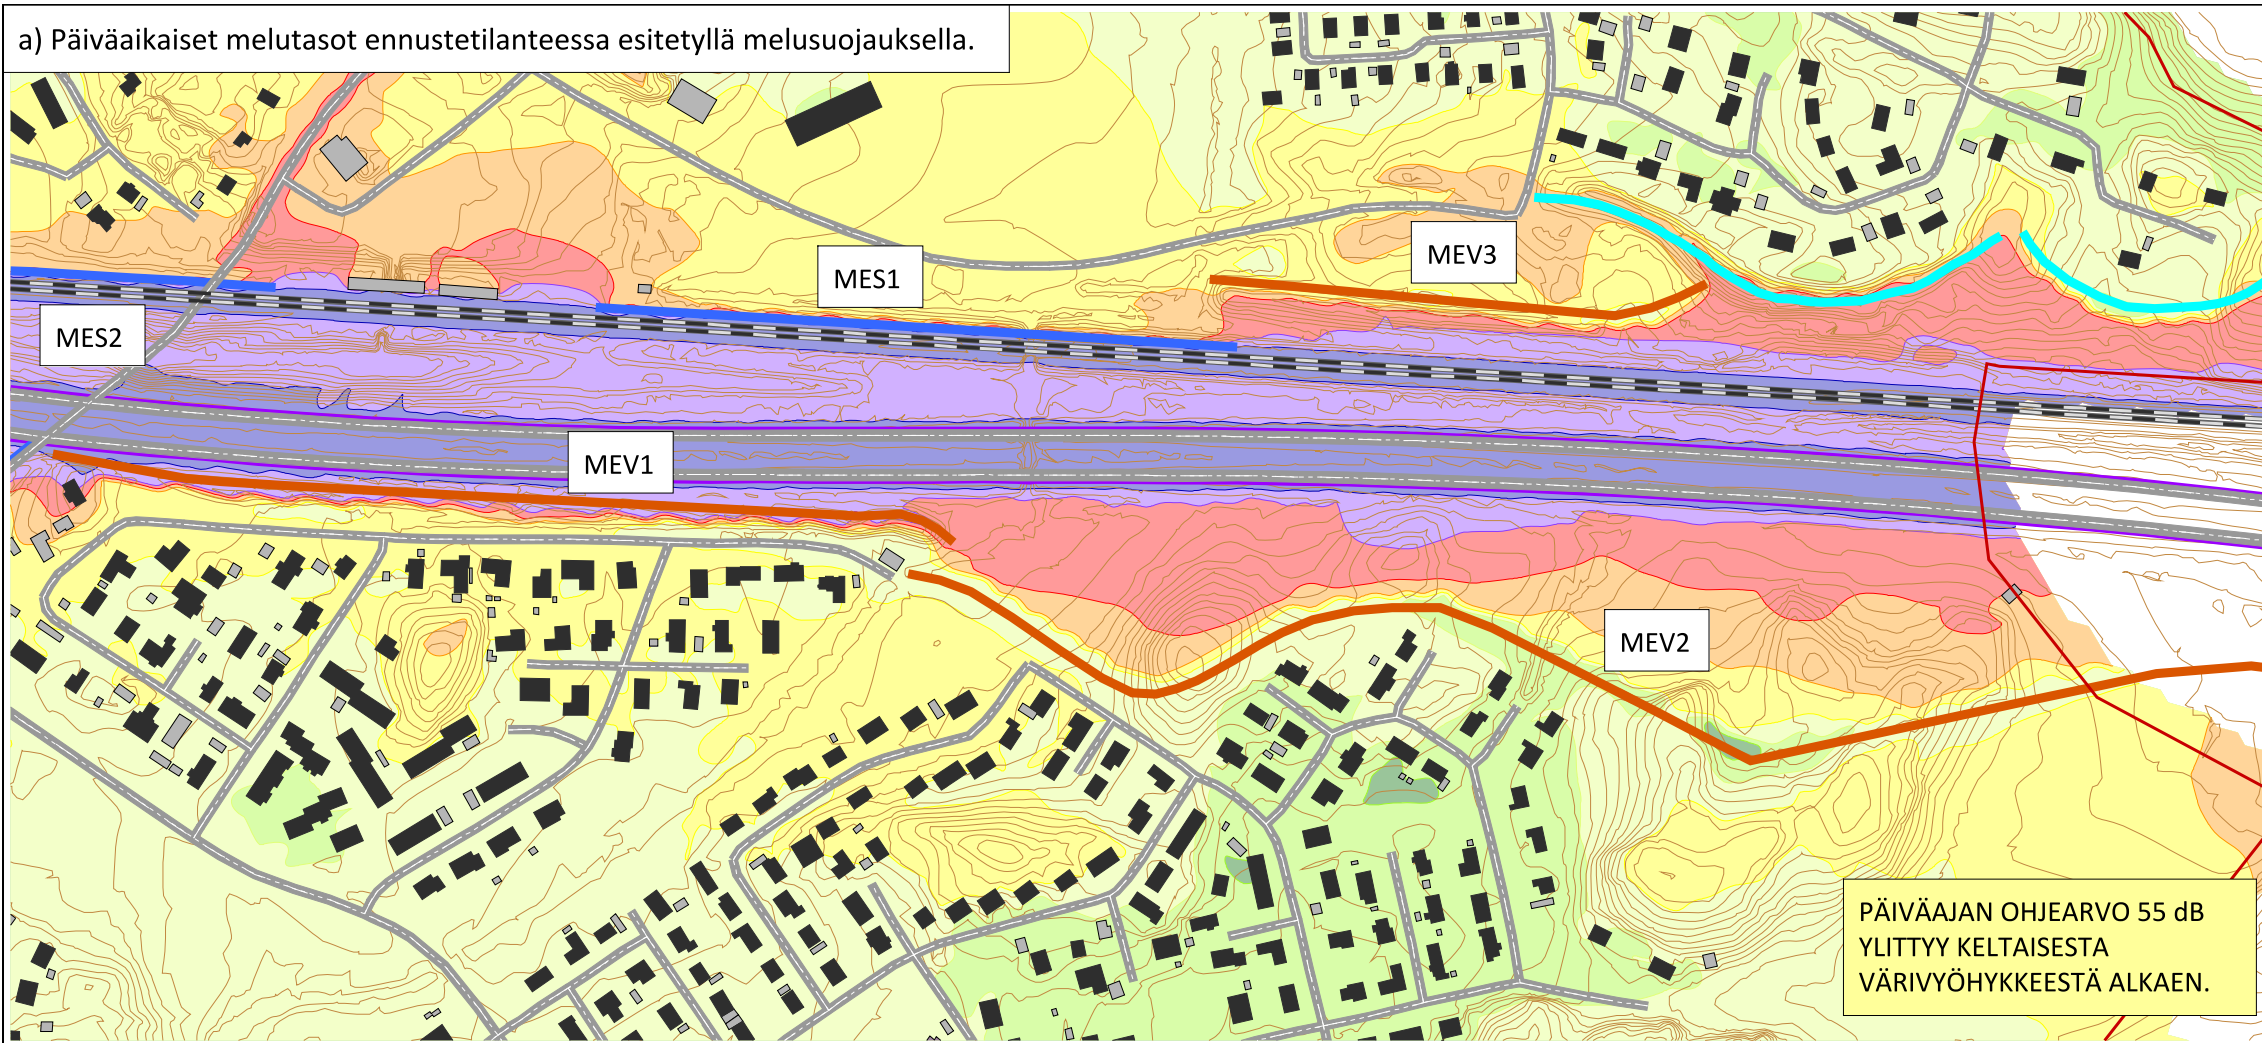 a) Päiväaikaiset melutasot ennustetilanteessa esitetyllä melusuojauksella.
MEV3
MES1
MES2
MEV1
MEV2
PÄIVÄAJAN OHJEARVO 55 dB
YLITTYY KELTAISESTA
VÄRIVYÖHYKKEESTÄ ALKAEN.